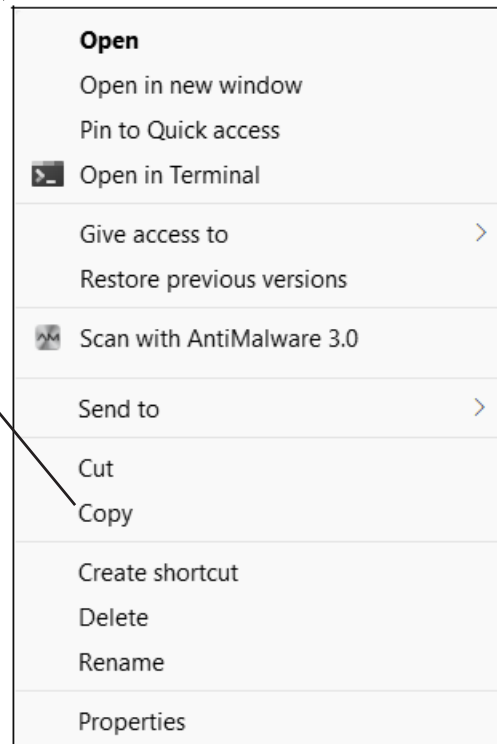 Open
Open in new window
Pin to Quick access
Open in Terminal
Give access to
Restore previous versions
Scan with AntiMalware 3.0
Send to
Cut
Copy
Create shortcut
Delete
Rename
Properties